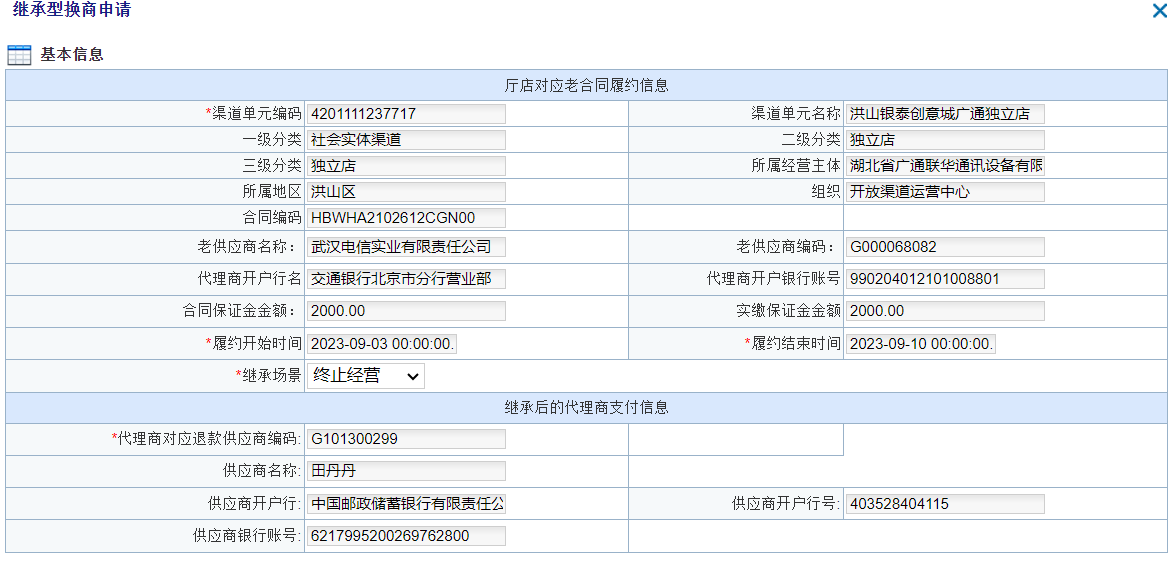 继承型换商申请
基本信息
厅店对应老合同履约信息
*渠道单元编码 4201111237717 渠道单元名称 洪山银泰创意城广通独立店
一级分类 社会实体渠道 二级分类 独立店
三级分类 独立店 所属经营主体 湖北省广通联华通讯设备有限
所属地区 洪山区 组织 开放渠道运营中心
合同编码 HBWHA2102612CGN00
老供应商名称： 武汉电信实业有限责任公司 老供应商编码： G000068082
代理商开户行名 交通银行北京市分行营业部 代理商开户银行账号 990204012101008801
合同保证金金额： 2000.00 实缴保证金金额 2000.00
*履约开始时间 2023-09-03 00:00:00. *履约结束时间 2023-09-10 00:00:00.
*继承场景 终止经营
继承后的代理商支付信息
*代理商对应退款供应商编码: G101300299
供应商名称: 田丹丹
供应商开户行: 中国邮政储蓄银行有限责任公 供应商开户行号: 403528404115
供应商银行账号: 6217995200269762800